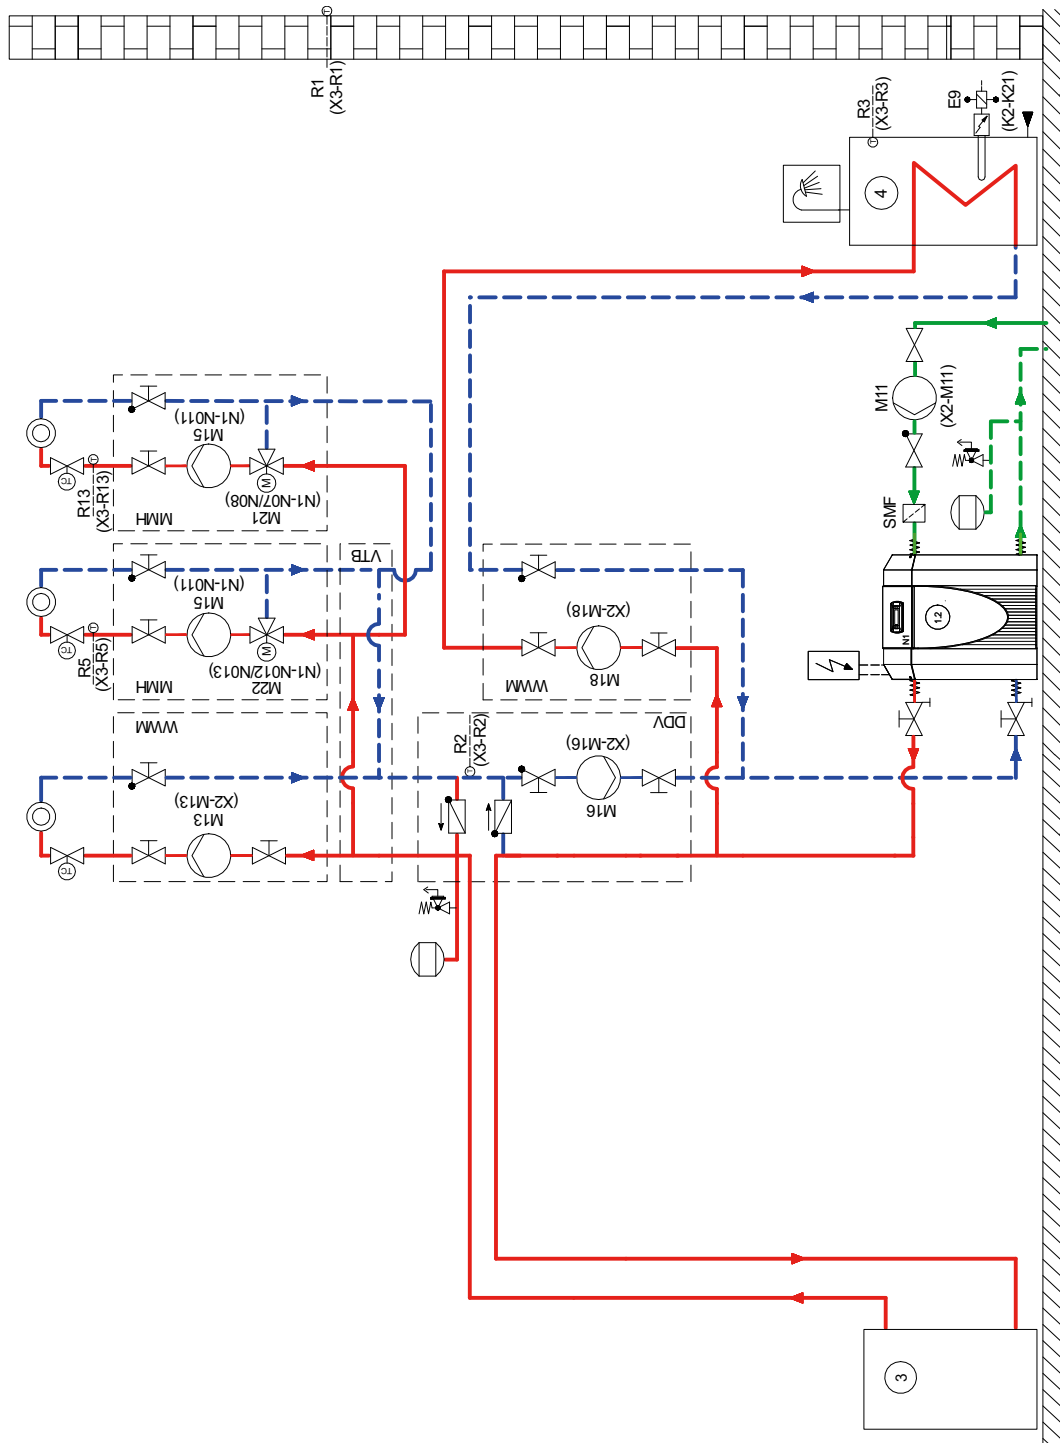 R1
(X3-R1)
R3
(X3-R3)
E9
(K2-K21)
T
T
4
TC
R13
(X3-R13)
T
M15
(N1-N011)
M
M21
(N1-N07/N08)
MMH
TC
R5
(X3-R5)
T
M15
(N1-N011)
M
M22
(N1-N012/N013)
MMH
VTB
TC
WWM
M13
(X2-M13)
WWM
M18
(X2-M18)
DDV
R2
(X3-R2)
T
M16
(X2-M16)
M11
(X2-M11)
SMF
N1
1.2
3